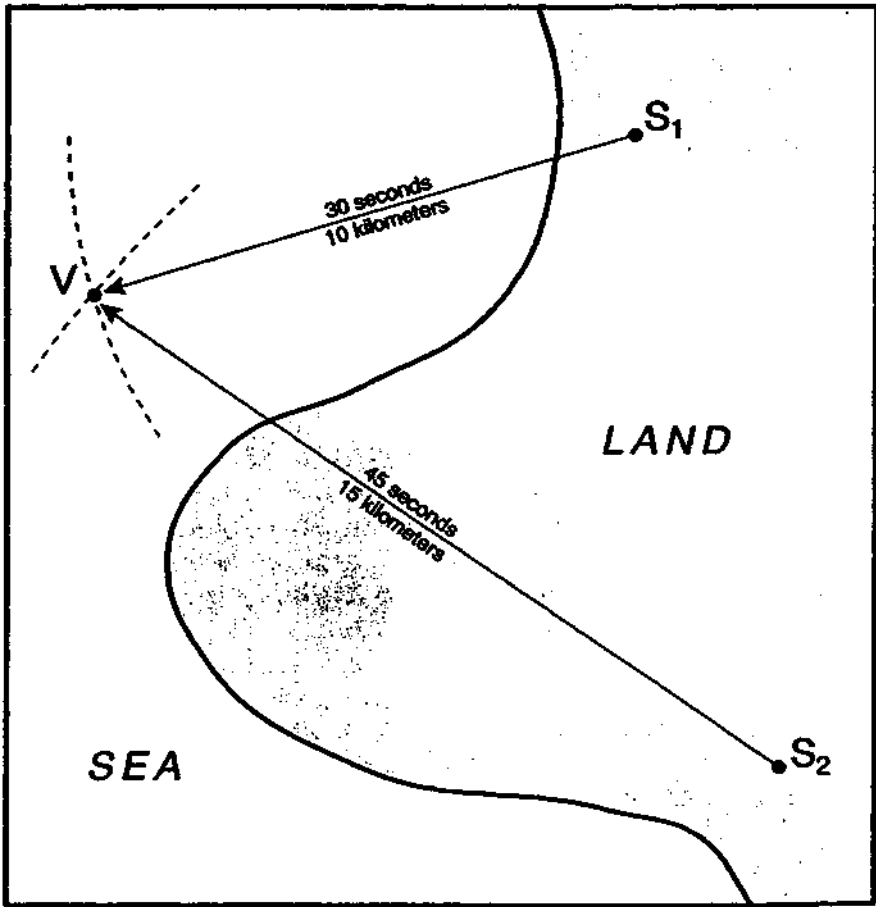 S₁
30 seconds
10 kilometers
V
LAND
45 seconds
15 kilometers
SEA
S₂